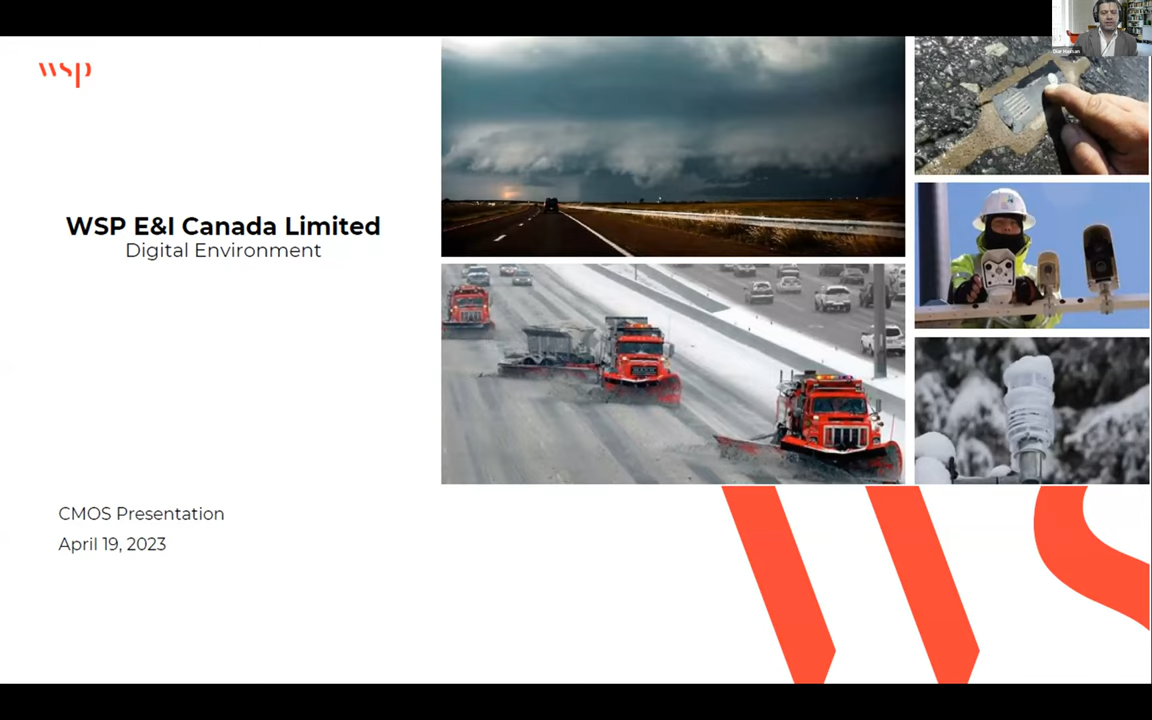 wsp
WSP E&I Canada Limited
Digital Environment
CMOS Presentation
April 19, 2023